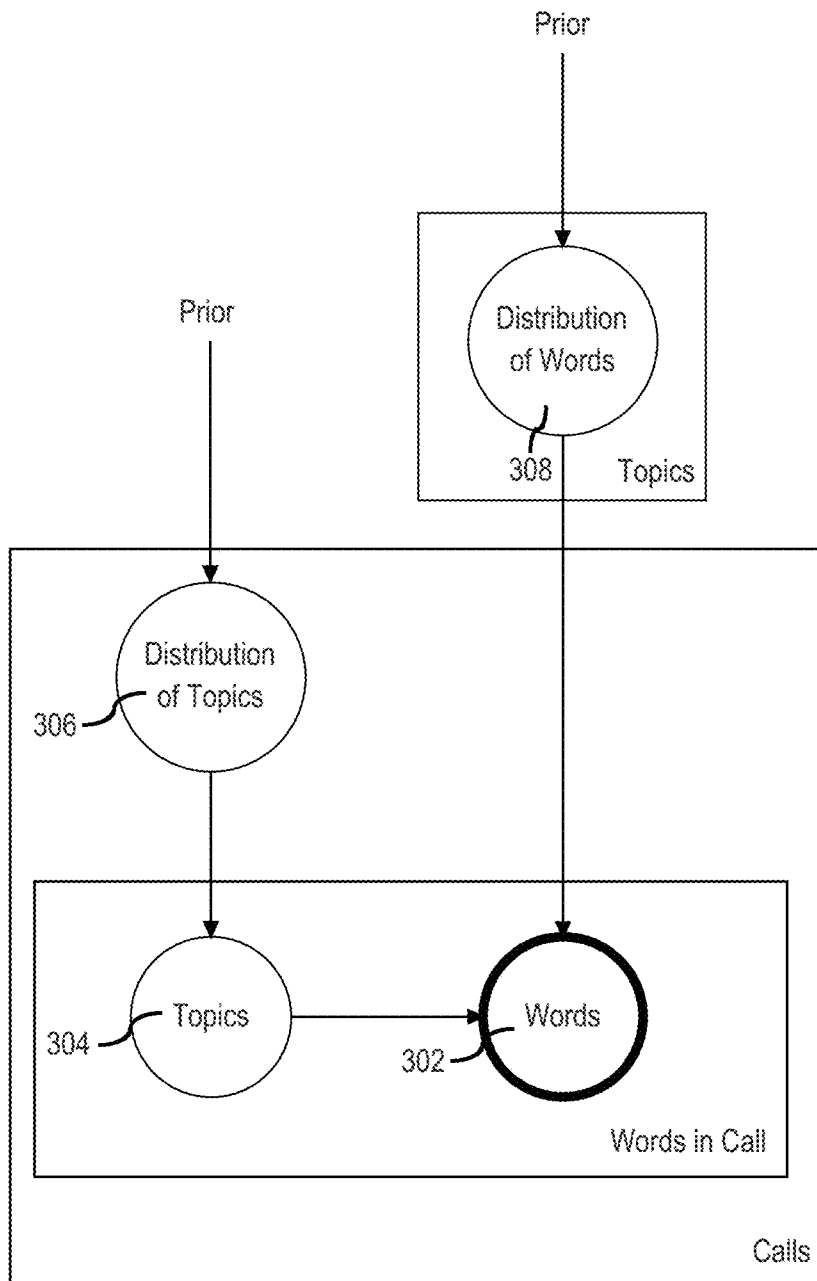 Prior
Prior
Distribution
of Words
308
Topics
Distribution
of Topics
306
Topics
304
Words
302
Words in Call
Calls